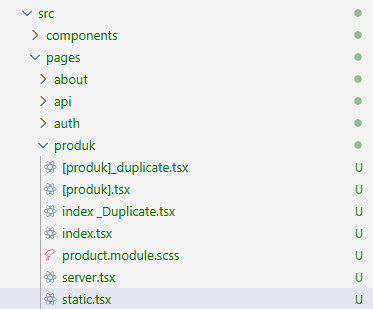 src
components
pages
about
api
auth
produk
[produk]_duplicate.tsx U
[produk].tsx U
index _Duplicate.tsx U
index.tsx U
product.module.scss U
server.tsx U
static.tsx U